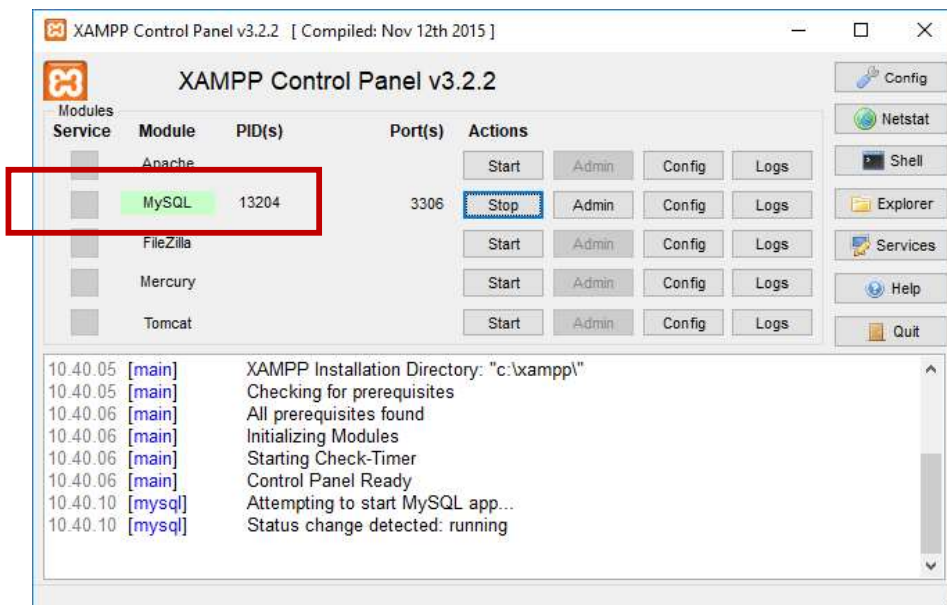 XAMPP Control Panel v3.2.2 [ Compiled: Nov 12th 2015 ]
XAMPP Control Panel v3.2.2
Config
Modules
Service Module PID(s) Port(s) Actions
Netstat
Apache Start Admin Config Logs
Shell
MySQL 13204 3306 Stop Admin Config Logs
Explorer
FileZilla Start Admin Config Logs
Services
Mercury Start Admin Config Logs
Help
Tomcat Start Admin Config Logs
Quit
10.40.05 [main] XAMPP Installation Directory: "c:\xampp\"
10.40.05 [main] Checking for prerequisites
10.40.06 [main] All prerequisites found
10.40.06 [main] Initializing Modules
10.40.06 [main] Starting Check-Timer
10.40.06 [main] Control Panel Ready
10.40.10 [mysql] Attempting to start MySQL app...
10.40.10 [mysql] Status change detected: running